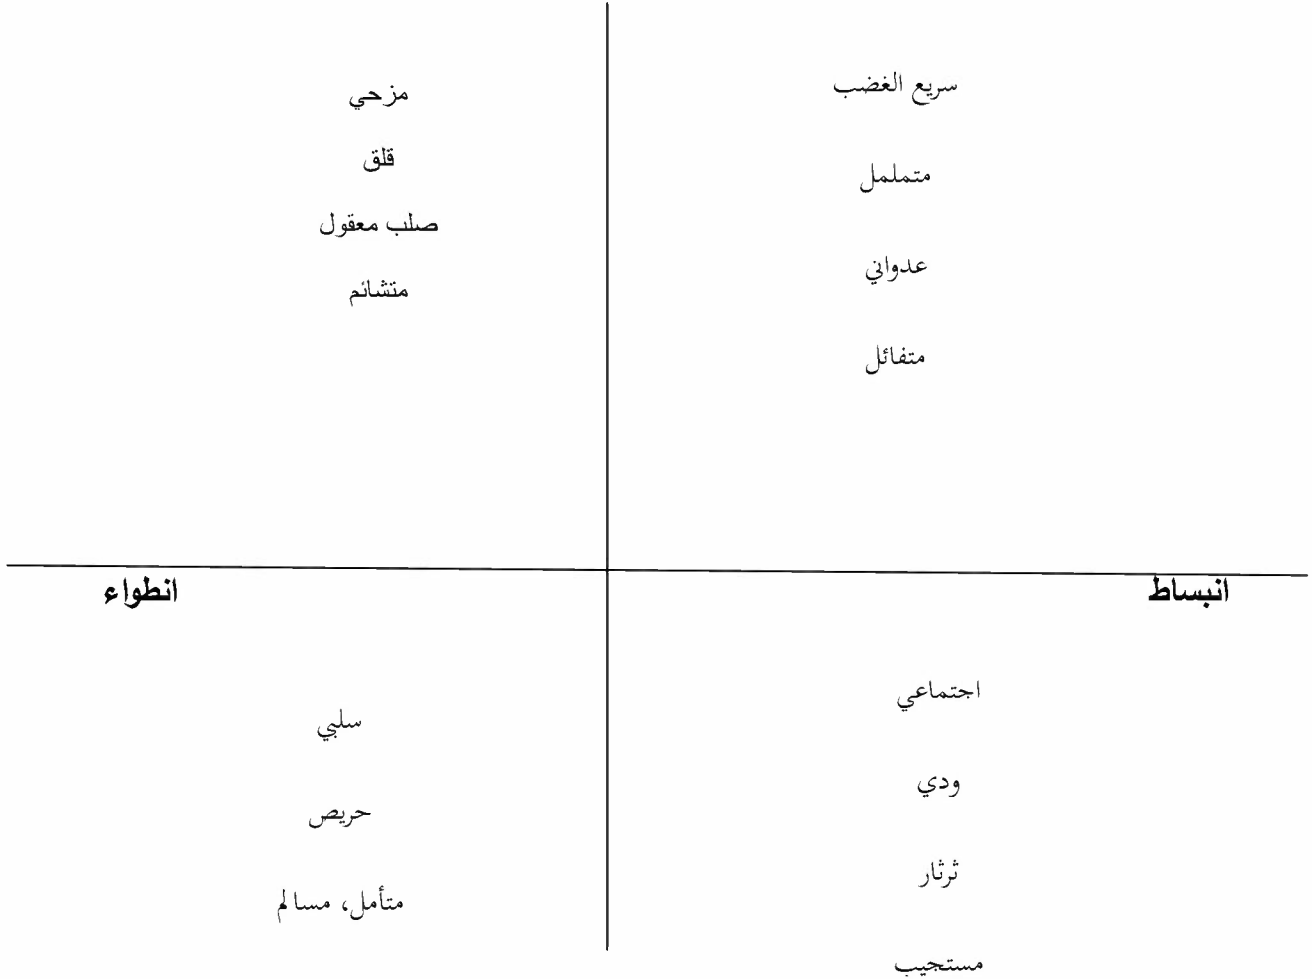 سريع الغضب
متململ
عدواني
متفائل
مزحي
قلق
صلب معقول
متشائم
انبساط
انطواء
اجتماعي
ودي
ثرثار
مستجيب
سلبي
حريص
متأمل، مسالم